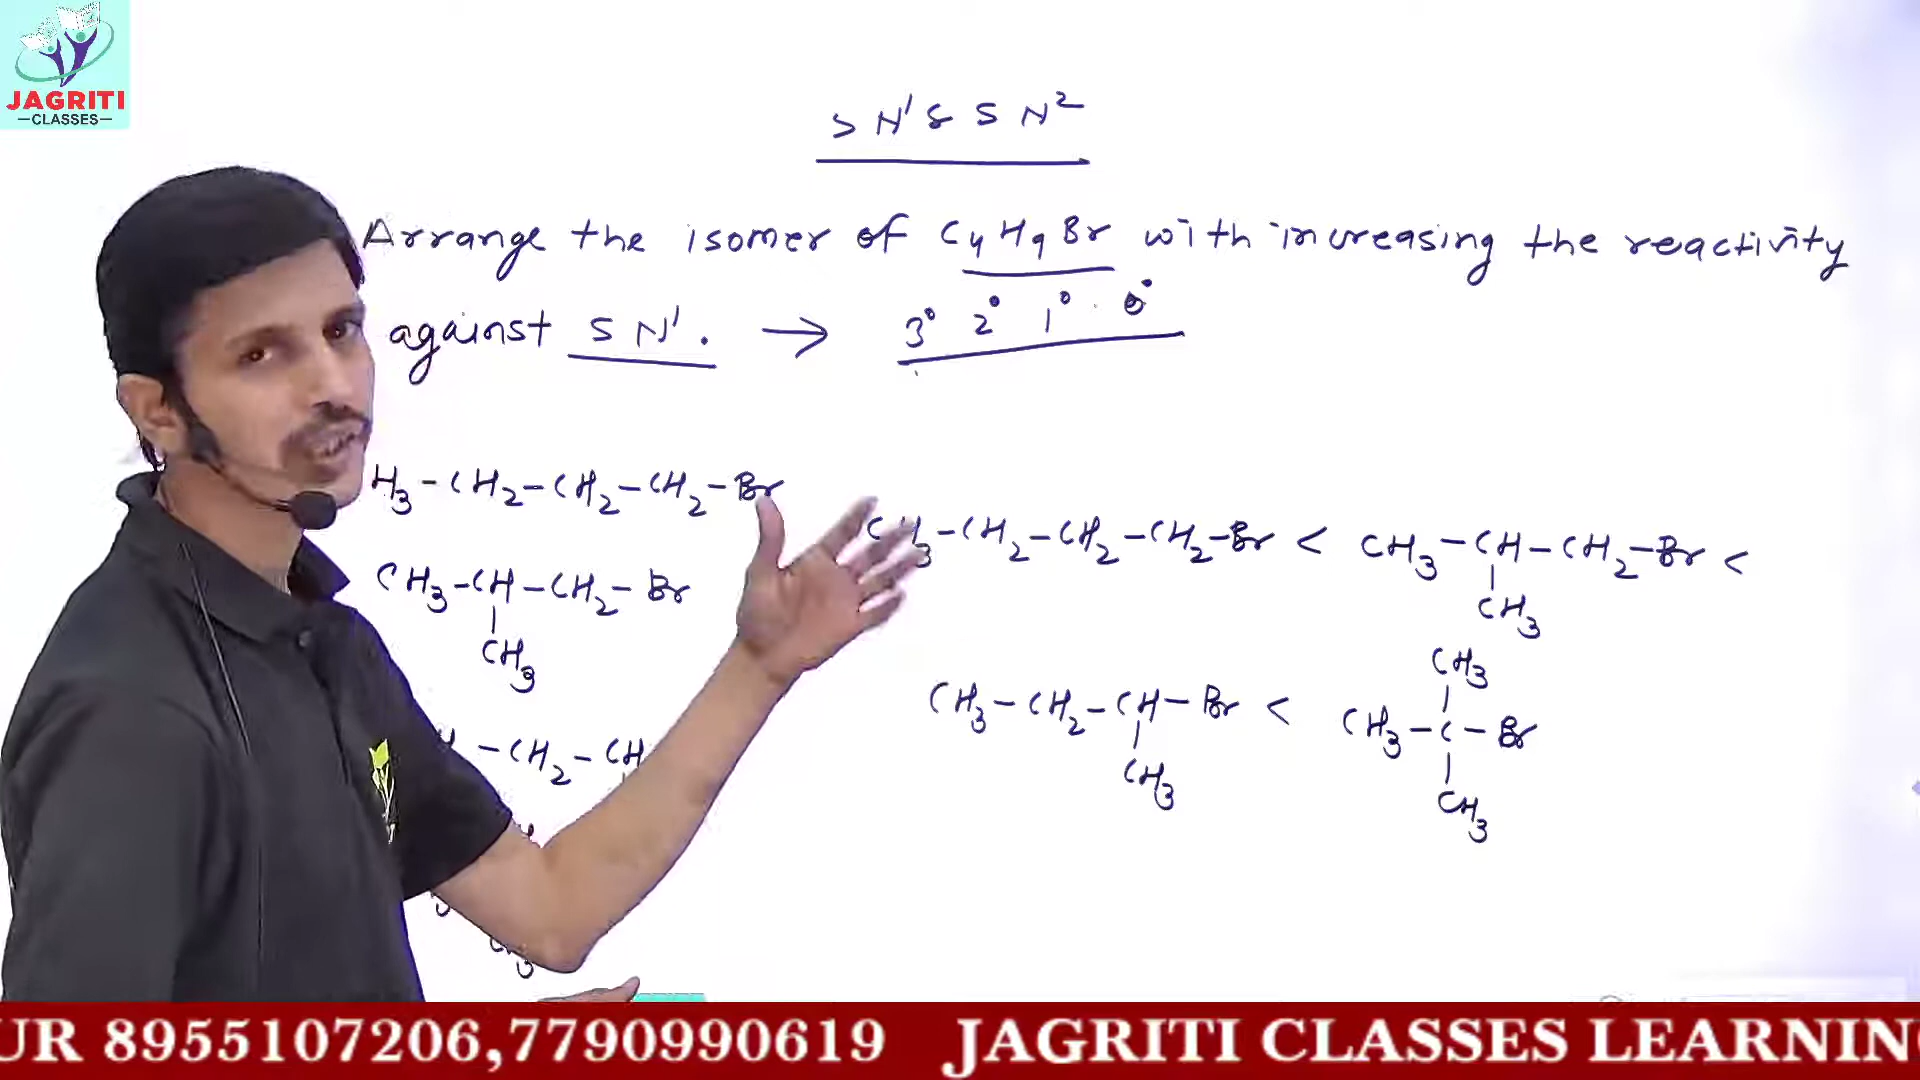 JAGRITI
CLASSES
SN¹ & SN²
Arrange the isomer of C₄H₉Br with increasing the reactivity
against SN¹. → 3° 2° 1° 0°
H₃-CH₂-CH₂-CH₂-Br
CH₃-CH-CH₂-Br
CH₃
-CH₂-CH
CH₃
CH₃-CH₂-CH₂-CH₂-Br < CH₃-CH-CH₂-Br <
CH₃
CH₃
CH₃-CH₂-CH-Br < CH₃-C-Br
CH₃
CH₃
UR 8955107206,7790990619 JAGRITI CLASSES LEARNIN